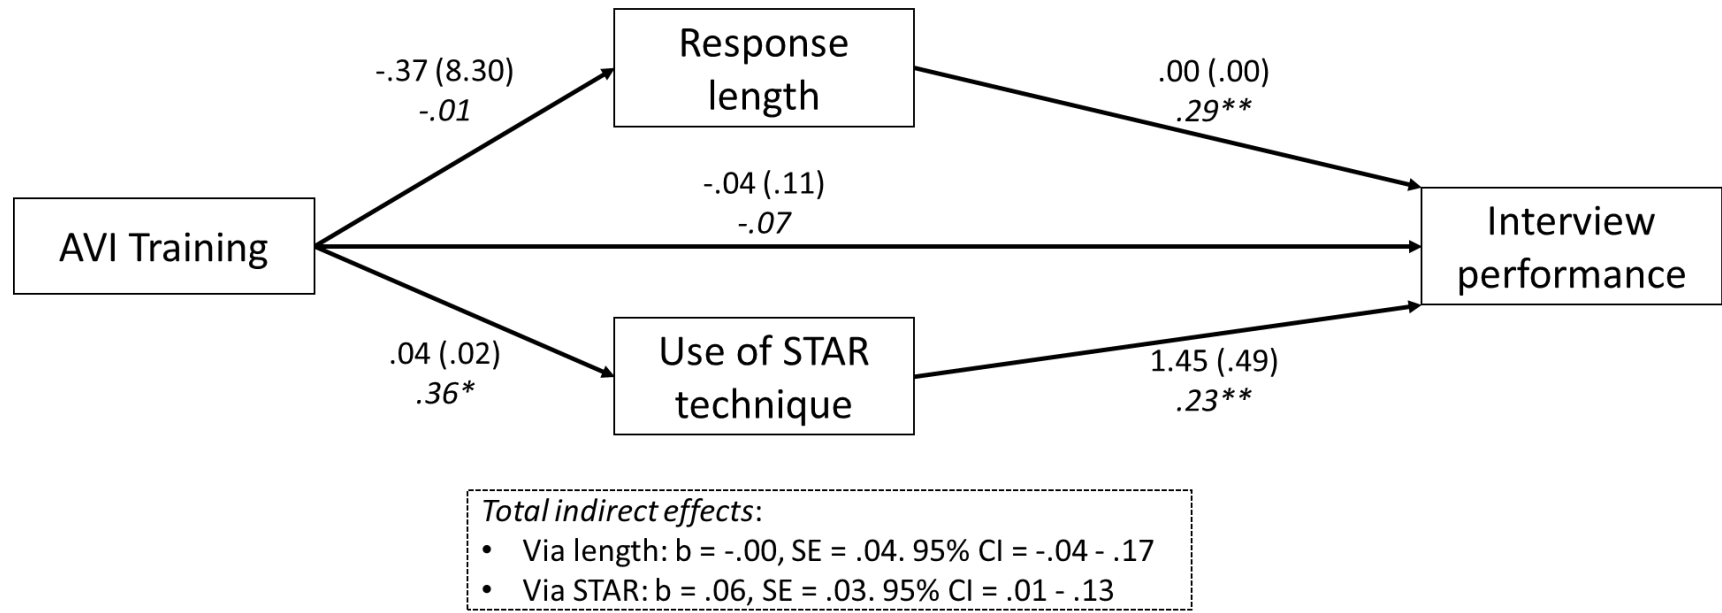 Response
length
-.37 (8.30)
-.01
.00 (.00)
.29**
-.04 (.11)
-.07
AVI Training
Interview
performance
.04 (.02)
.36*
Use of STAR
technique
1.45 (.49)
.23**
Total indirect effects:
• Via length: b = -.00, SE = .04. 95% CI = -.04 - .17
• Via STAR: b = .06, SE = .03. 95% CI = .01 - .13